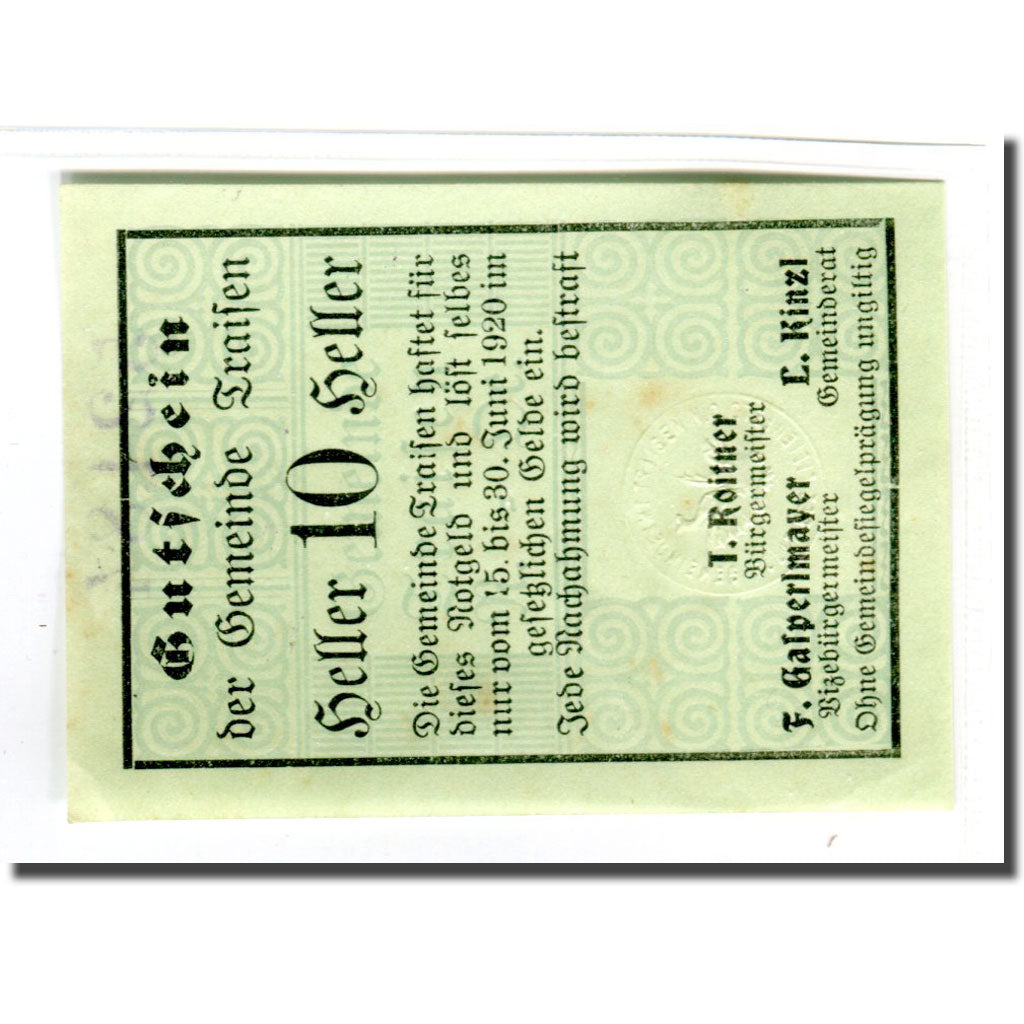 Gutschein
der Gemeinde Traisen
Heller 10 Heller
Die Gemeinde Traisen haftet für
dieses Notgeld und löst selbes
nur vom 15. bis 30. Juni 1920 im
gesetzlichen Gelde ein.
Jede Nachahmung wird bestraft
T. Roitner
Bürgermeister
F. Galperlmayer L. Kinzl
Vizebürgermeister Gemeinderat
Ohne Gemeindesiegelprägung ungiltig